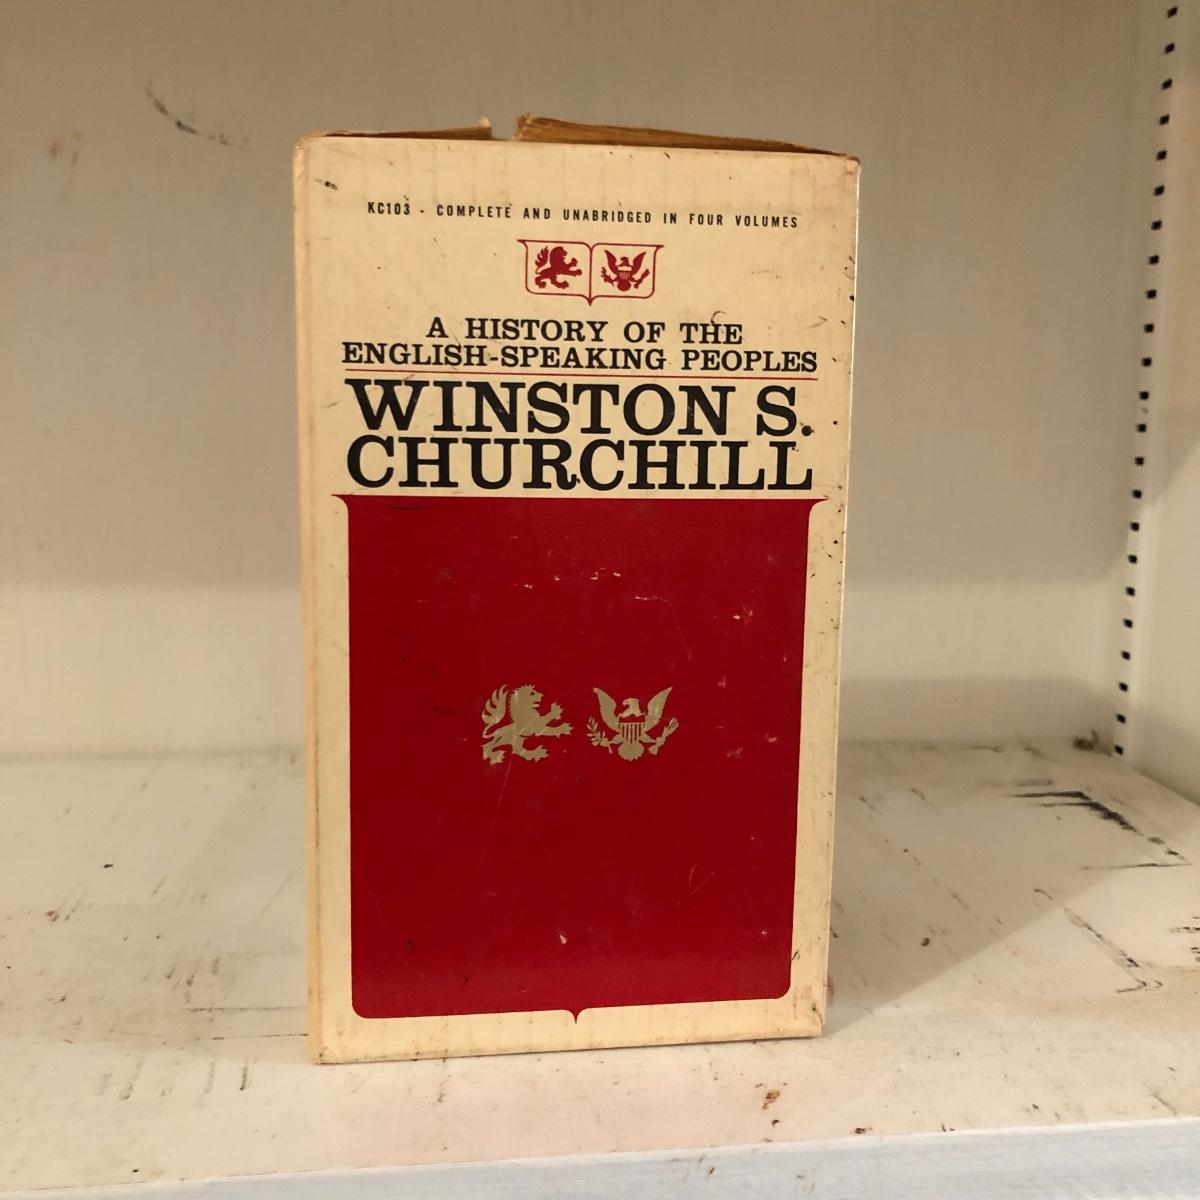 KC103 - COMPLETE AND UNABRIDGED IN FOUR VOLUMES
A HISTORY OF THE
ENGLISH-SPEAKING PEOPLES
WINSTON S.
CHURCHILL